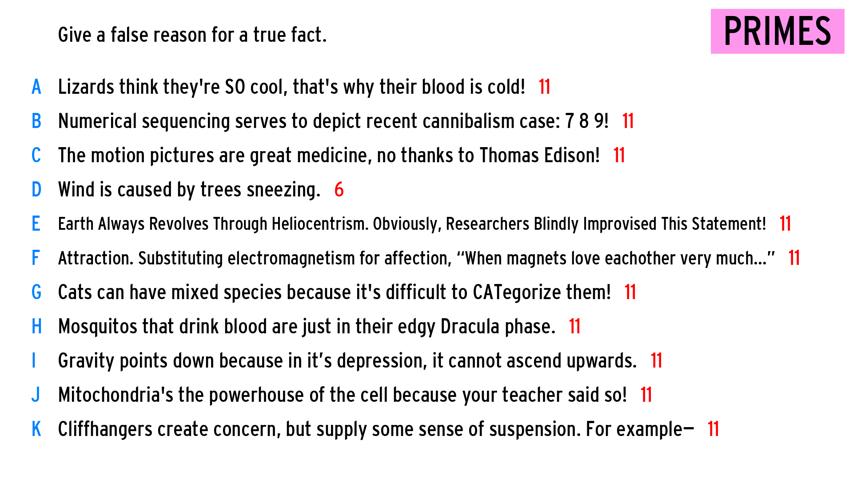 Give a false reason for a true fact.
PRIMES
A Lizards think they're SO cool, that's why their blood is cold! 11
B Numerical sequencing serves to depict recent cannibalism case: 7 8 9! 11
C The motion pictures are great medicine, no thanks to Thomas Edison! 11
D Wind is caused by trees sneezing. 6
E Earth Always Revolves Through Heliocentrism. Obviously, Researchers Blindly Improvised This Statement! 11
F Attraction. Substituting electromagnetism for affection, “When magnets love eachother very much...” 11
G Cats can have mixed species because it's difficult to CATegorize them! 11
H Mosquitos that drink blood are just in their edgy Dracula phase. 11
I Gravity points down because in it’s depression, it cannot ascend upwards. 11
J Mitochondria's the powerhouse of the cell because your teacher said so! 11
K Cliffhangers create concern, but supply some sense of suspension. For example— 11